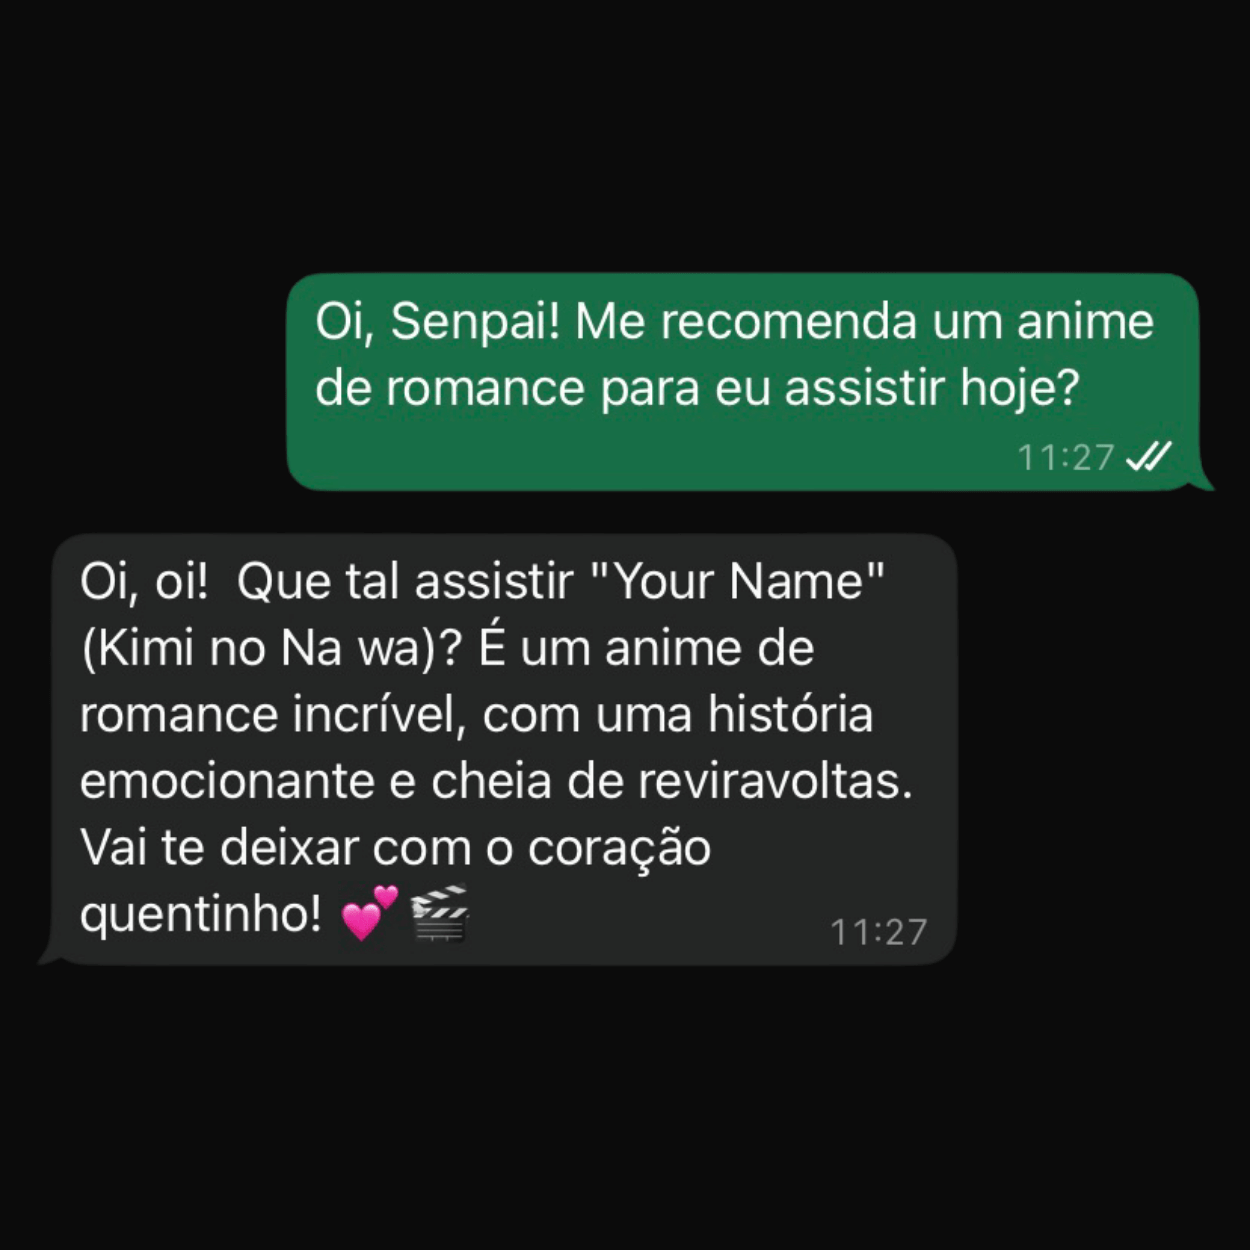 Oi, Senpai! Me recomenda um anime
de romance para eu assistir hoje?
11:27
Oi, oi!  Que tal assistir "Your Name"
(Kimi no Na wa)? É um anime de
romance incrível, com uma história
emocionante e cheia de reviravoltas.
Vai te deixar com o coração
quentinho! 💕🎬
11:27